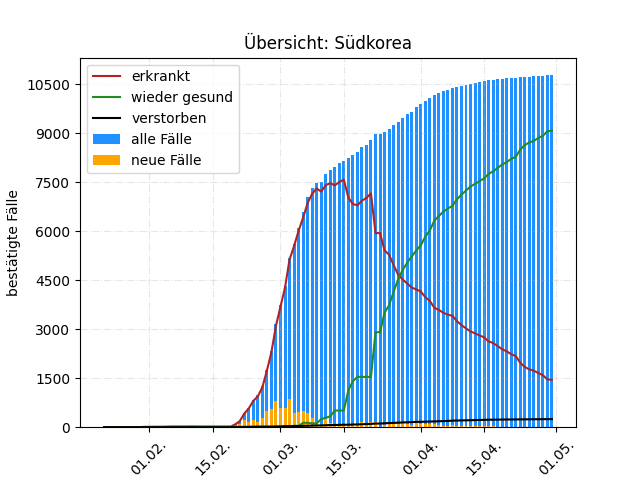 Übersicht: Südkorea
erkrankt
wieder gesund
verstorben
alle Fälle
neue Fälle
bestätigte Fälle
10500
9000
7500
6000
4500
3000
1500
0
01.02.
15.02.
01.03.
15.03.
01.04.
15.04.
01.05.